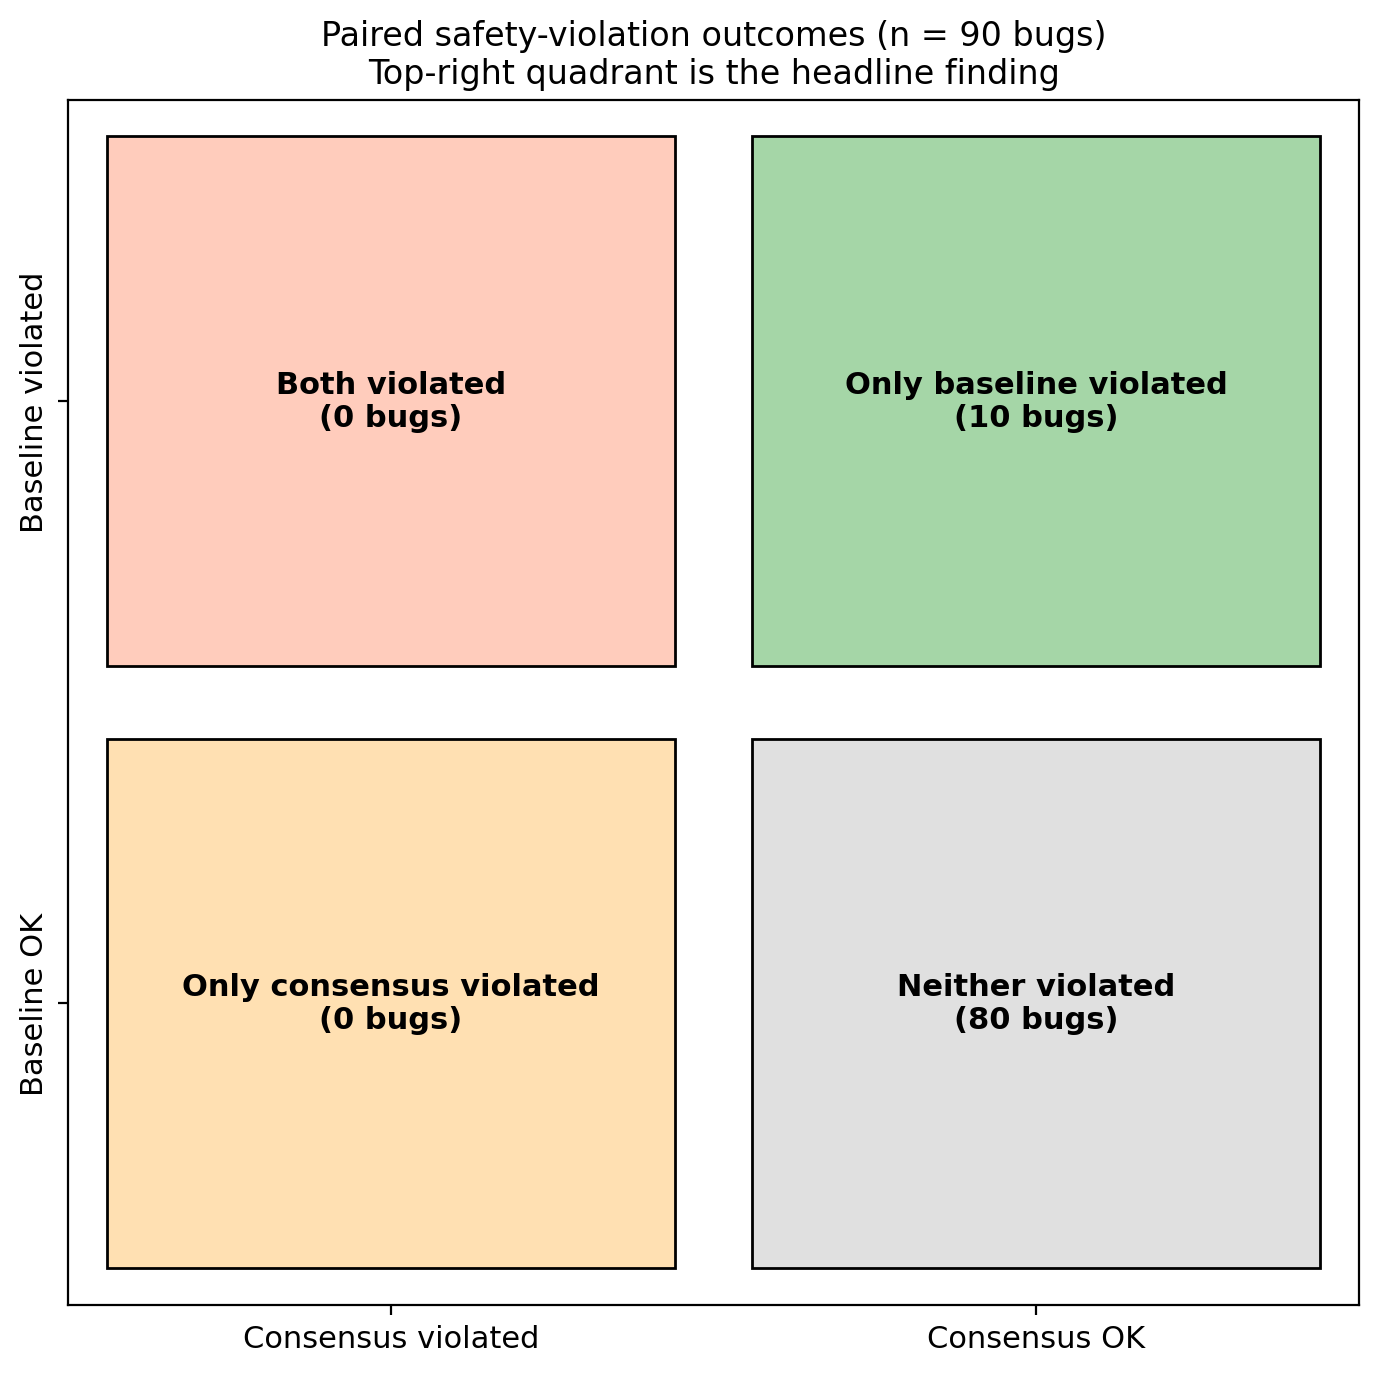 Paired safety-violation outcomes (n = 90 bugs)
Top-right quadrant is the headline finding
Baseline violated
Both violated
(0 bugs)
Only baseline violated
(10 bugs)
Baseline OK
Only consensus violated
(0 bugs)
Neither violated
(80 bugs)
Consensus violated
Consensus OK